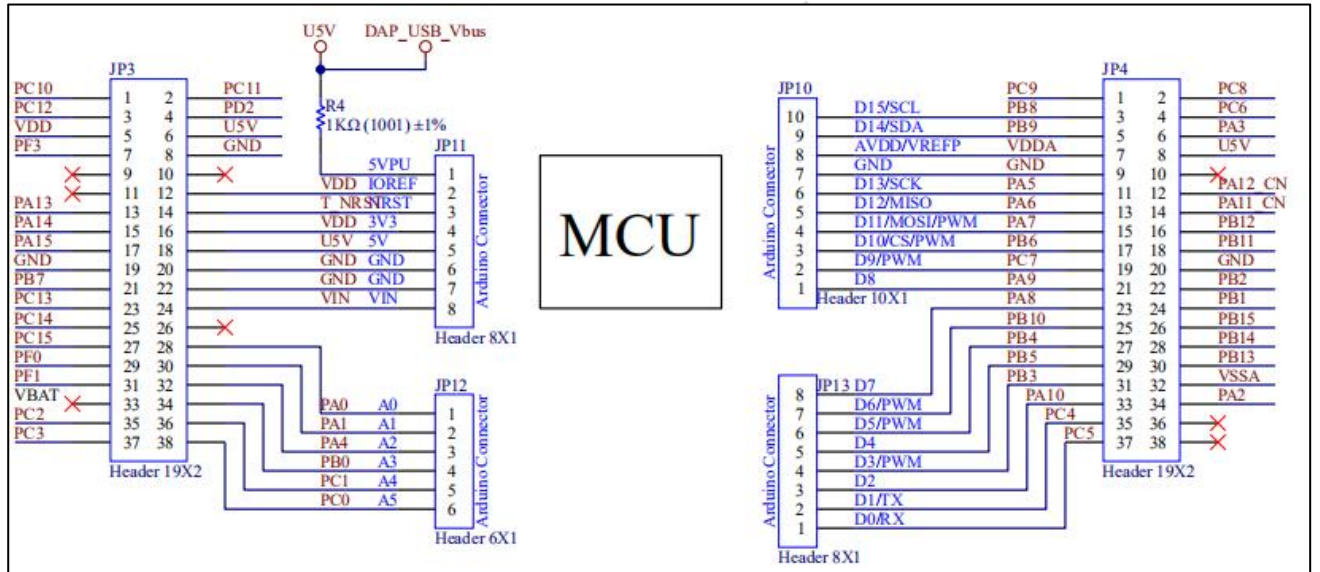 U5V DAP_USB_Vbus
R4
1KΩ (1001) ±1%
JP3
PC10 1 2 PC11
PC12 3 4 PD2
VDD 5 6 U5V
PF3 7 8 GND
9 10
11 12
PA13 13 14
PA14 15 16
PA15 17 18
GND 19 20
PB7 21 22
PC13 23 24
PC14 25 26
PC15 27 28
PF0 29 30
PF1 31 32
VBAT 33 34
PC2 35 36
PC3 37 38
Header 19X2
JP11
5VPU 1
VDD IOREF 2
T_NRST NRST 3
VDD 3V3 4
U5V 5V 5
GND GND 6
GND GND 7
VIN VIN 8
Arduino Connector
Header 8X1
JP12
PA0 A0 1
PA1 A1 2
PA4 A2 3
PB0 A3 4
PC1 A4 5
PC0 A5 6
Arduino Connector
Header 6X1
MCU
JP10
10 D15/SCL PB8
9 D14/SDA PB9
8 AVDD/VREFP VDDA
7 GND GND
6 D13/SCK PA5
5 D12/MISO PA6
4 D11/MOSI/PWM PA7
3 D10/CS/PWM PB6
2 D9/PWM PC7
1 D8 PA9
Arduino Connector
Header 10X1
JP13
8 D7 PA8
7 D6/PWM PB10
6 D5/PWM PB4
5 D4 PB5
4 D3/PWM PB3
3 D2 PA10
2 D1/TX PC4
1 D0/RX PC5
Arduino Connector
Header 8X1
JP4
PC9 1 2 PC8
3 4 PC6
5 6 PA3
7 8 U5V
9 10
11 12 PA12_CN
13 14 PA11_CN
15 16 PB12
17 18 PB11
19 20 GND
21 22 PB2
23 24 PB1
25 26 PB15
27 28 PB14
29 30 PB13
31 32 VSSA
33 34 PA2
35 36
37 38
Header 19X2